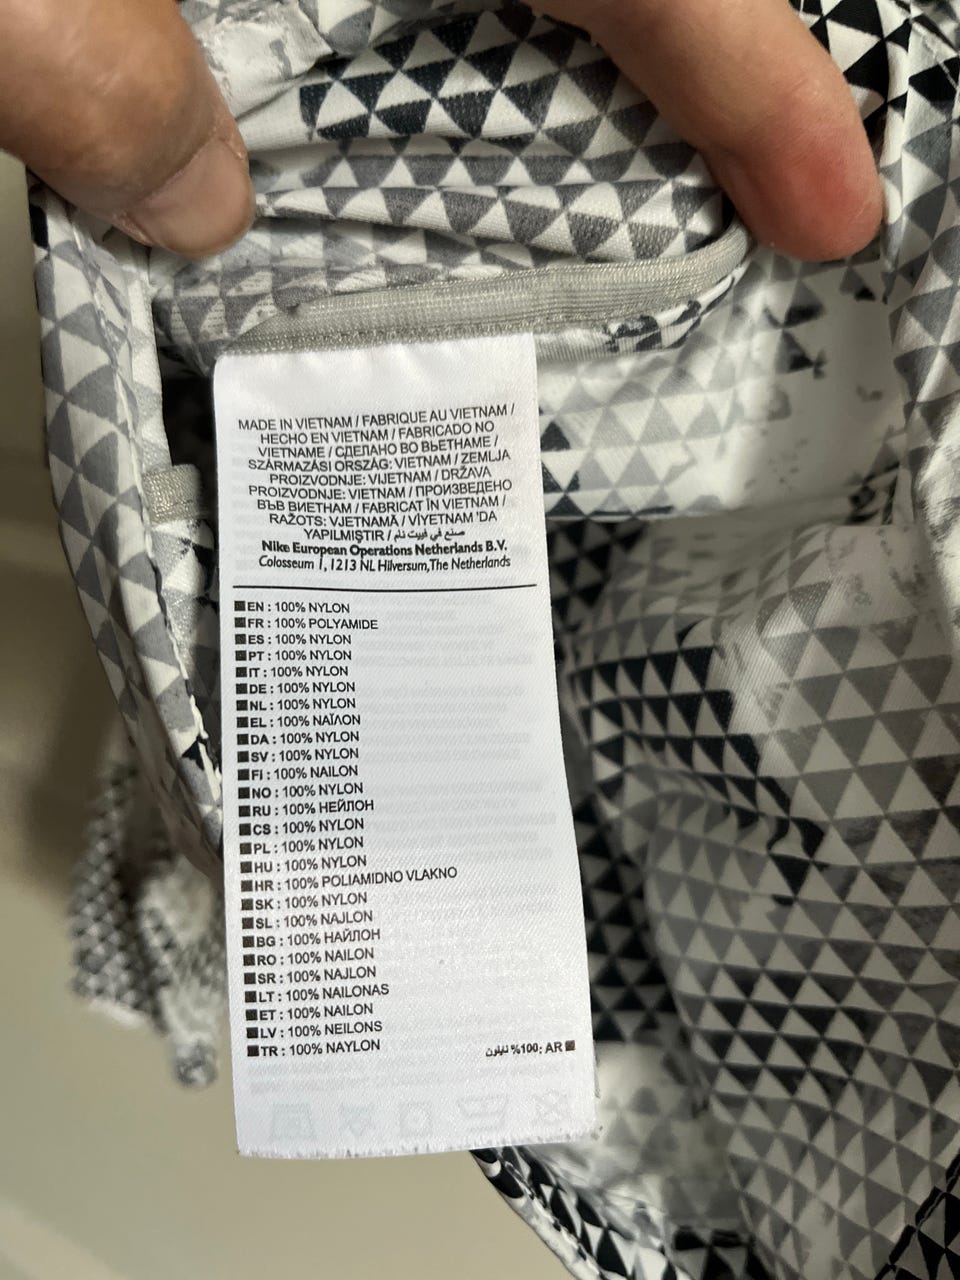 MADE IN VIETNAM / FABRIQUE AU VIETNAM /
HECHO EN VIETNAM / FABRICADO NO
VIETNAME / СДЕЛАНО ВО ВЬЕТНАМЕ /
SZÁRMAZÁSI ORSZÁG: VIETNAM / ZEMLJA
PROIZVODNJE: VIJETNAM / DRŽAVA
PROIZVODNJE: VIETNAM / ПРОИЗВЕДЕНО
ВЪВ ВИЕТНАМ / FABRICAT ÎN VIETNAM /
RAŽOTS: VJETNAMĀ / VİYETNAM 'DA
YAPILMIŞTIR / صنع في فييت نام
Nike European Operations Netherlands B.V.
Colosseum 1, 1213 NL Hilversum, The Netherlands
EN : 100% NYLON
FR : 100% POLYAMIDE
ES : 100% NYLON
PT : 100% NYLON
IT : 100% NYLON
DE : 100% NYLON
NL : 100% NYLON
EL : 100% ΝΑΪΛΟΝ
DA : 100% NYLON
SV : 100% NYLON
FI : 100% NAILON
NO : 100% NYLON
RU : 100% НЕЙЛОН
CS : 100% NYLON
PL : 100% NYLON
HU : 100% NYLON
HR : 100% POLIAMIDNO VLAKNO
SK : 100% NYLON
SL : 100% NAJLON
BG : 100% НАЙЛОН
RO : 100% NAILON
SR : 100% NAJLON
LT : 100% NAILONAS
ET : 100% NAILON
LV : 100% NEILONS
TR : 100% NAYLON
AR :100% نايلون